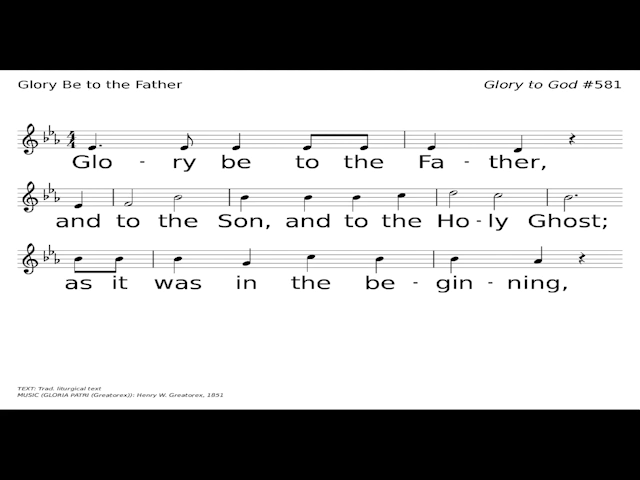 Glory Be to the Father
Glory to God #581
Glo - ry be to the Fa - ther,
and to the Son, and to the Ho - ly Ghost;
as it was in the be - gin - ning,
TEXT: Trad. liturgical text
MUSIC (GLORIA PATRI (Greatorex)): Henry W. Greatorex, 1851